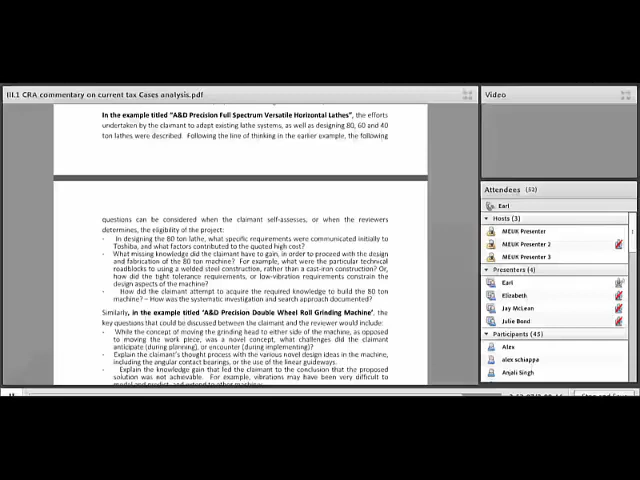 III.1 CRA commentary on current tax Cases analysis.pdf
In the example titled "A&D Precision Full Spectrum Versatile Horizontal Lathes", the efforts
undertaken by the claimant to adapt existing lathe systems, as well as designing 80, 60 and 40
ton lathes were described. Following the line of thinking in the earlier example, the following
questions can be considered when the claimant self-assesses, or when the reviewers
determines, the eligibility of the project:
· In designing the 80 ton lathe, what specific requirements were communicated initially to
Toshiba, and what factors contributed to the quoted high cost?
· What missing knowledge did the claimant have to gain, in order to proceed with the design
and fabrication of the 80 ton machine? For example, what were the particular technical
roadblocks to using a welded steel construction, rather than a cast-iron construction? Or,
how did the tight tolerance requirements, or low-vibration requirements constrain the
design aspects of the machine?
· How did the claimant attempt to acquire the required knowledge to build the 80 ton
machine? – How was the systematic investigation and search approach documented?
Similarly, in the example titled 'A&D Precision Double Wheel Roll Grinding Machine', the
key questions that could be discussed between the claimant and the reviewer would include:
· While the concept of moving the grinding head to either side of the machine, as opposed
to moving the work piece, was a novel concept, what challenges did the claimant
anticipate (during planning), or encounter (during implementing)?
· Explain the claimant's thought process with the various novel design ideas in the machine,
including the angular contact bearings, or the use of the linear guideways.
· Explain the knowledge gain that led the claimant to the conclusion that the proposed
solution was not achievable. For example, vibrations may have been very difficult to
model and predict, and extend to other machine
Video
Attendees (53)
Earl
Hosts (3)
MEUK Presenter
MEUK Presenter 2
MEUK Presenter 3
Presenters (4)
Earl
Elizabeth
Jay McLean
Julie Bond
Participants (45)
Alex
alex schiappa
Anjali Singh